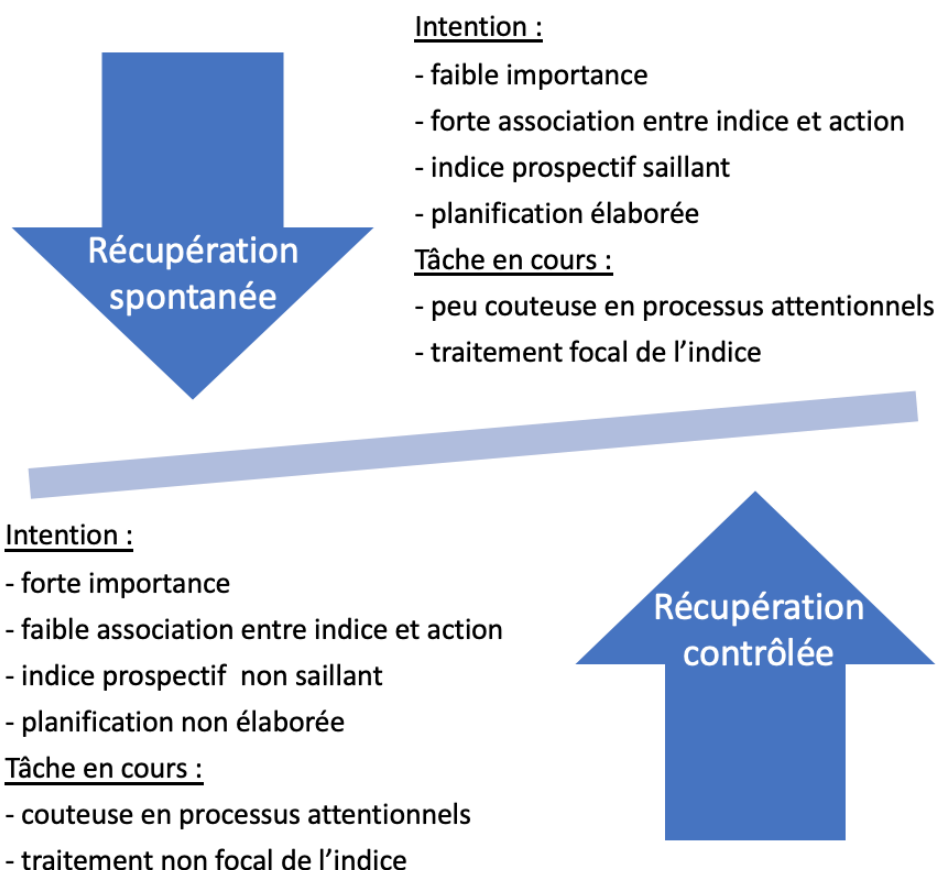 Intention :
- faible importance
- forte association entre indice et action
- indice prospectif saillant
- planification élaborée
Tâche en cours :
- peu couteuse en processus attentionnels
- traitement focal de l’indice
Récupération
spontanée
Intention :
- forte importance
- faible association entre indice et action
- indice prospectif  non saillant
- planification non élaborée
Tâche en cours :
- couteuse en processus attentionnels
- traitement non focal de l’indice
Récupération
contrôlée